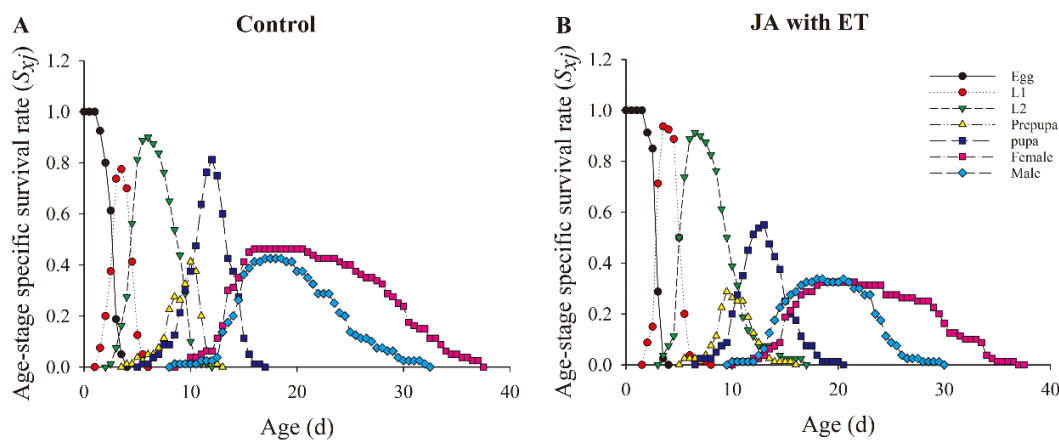 A
Control
Age-stage specific survival rate (Sxj)
1.2
1.0
0.8
0.6
0.4
0.2
0.0
0
10
20
30
40
Age (d)
B
JA with ET
Age-stage specific survival rate (Sxj)
1.2
1.0
0.8
0.6
0.4
0.2
0.0
0
10
20
30
40
Age (d)
Egg
L1
L2
Prepupa
pupa
Female
Male